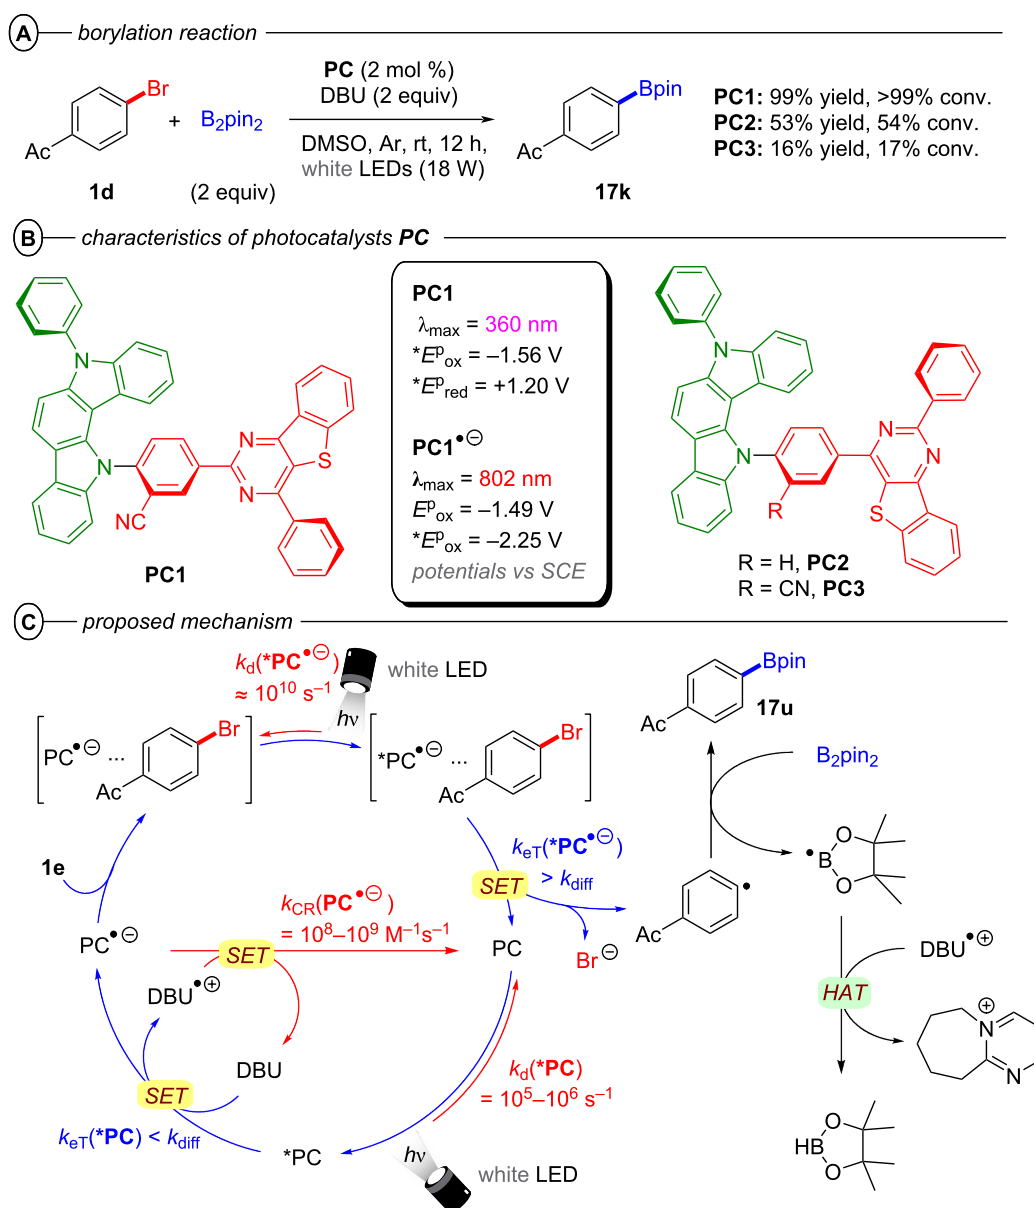 A borylation reaction
Br
Ac
1d
+
B2pin2
(2 equiv)
PC (2 mol %)
DBU (2 equiv)
DMSO, Ar, rt, 12 h,
white LEDs (18 W)
Bpin
Ac
17k
PC1: 99% yield, >99% conv.
PC2: 53% yield, 54% conv.
PC3: 16% yield, 17% conv.
B characteristics of photocatalysts PC
N
N
NC
N
N
S
PC1
PC1
λmax = 360 nm
*Epox = –1.56 V
*Epred = +1.20 V
PC1•⊖
λmax = 802 nm
Epox = –1.49 V
*Epox = –2.25 V
potentials vs SCE
N
N
R
N
N
S
R = H, PC2
R = CN, PC3
C proposed mechanism
kd(*PC•⊖)
≈ 10¹⁰ s–1
white LED
hν
PC•⊖ ...
Br
Ac
*PC•⊖ ...
Br
Ac
1e
PC•⊖
kCR(PC•⊖)
= 10⁸–10⁹ M–1s–1
SET
DBU•⊕
DBU
SET
keT(*PC) < kdiff
*PC
hν
white LED
kd(*PC)
= 10⁵–10⁶ s–1
PC
keT(*PC•⊖)
> kdiff
SET
Br⊖
Ac
•
Bpin
Ac
17u
B2pin2
•B
O
O
DBU•⊕
HAT
N⊕
N
HB
O
O